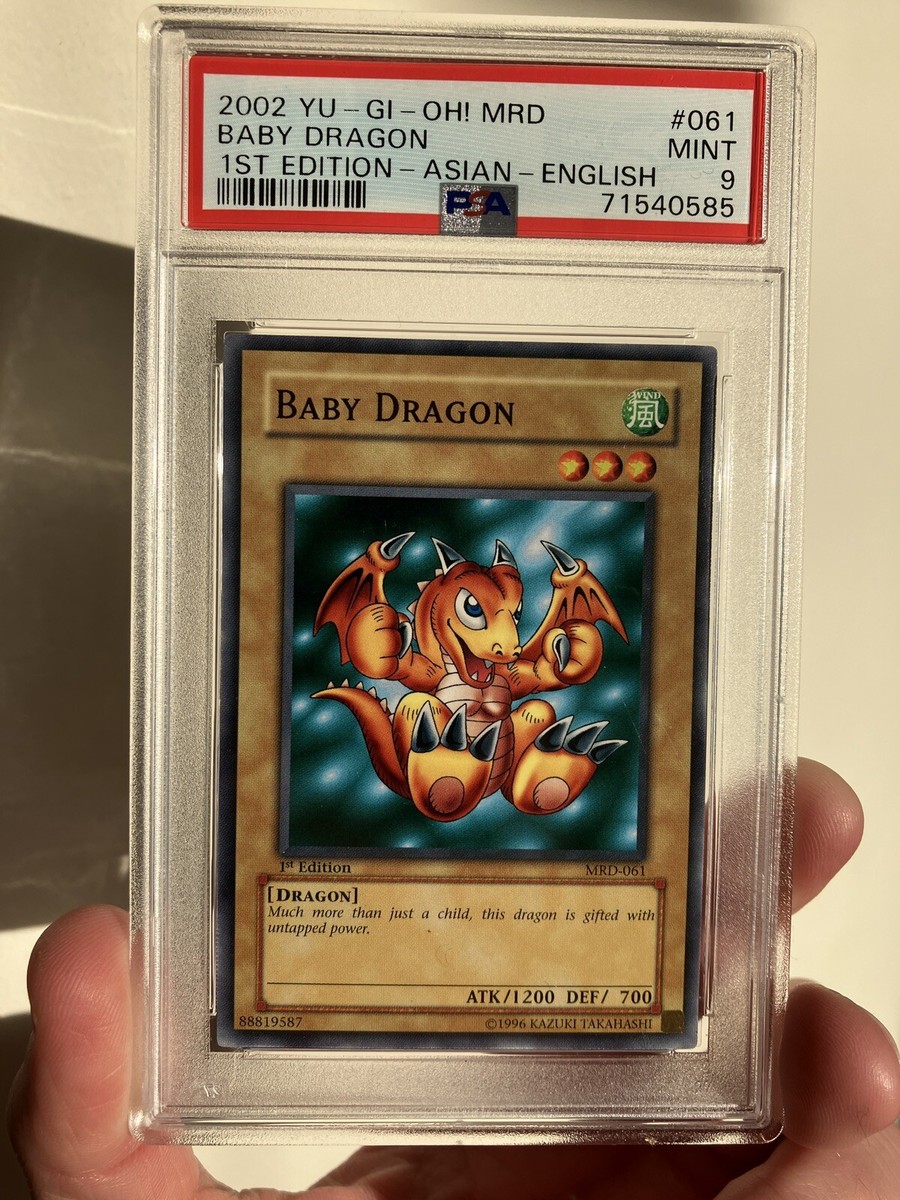 2002 YU-GI-OH! MRD #061
BABY DRAGON MINT
1ST EDITION-ASIAN-ENGLISH 9
PSA 71540585
BABY DRAGON
WIND
風
1st Edition MRD-061
[DRAGON]
Much more than just a child, this dragon is gifted with
untapped power.
ATK/1200 DEF/ 700
88819587 ©1996 KAZUKI TAKAHASHI